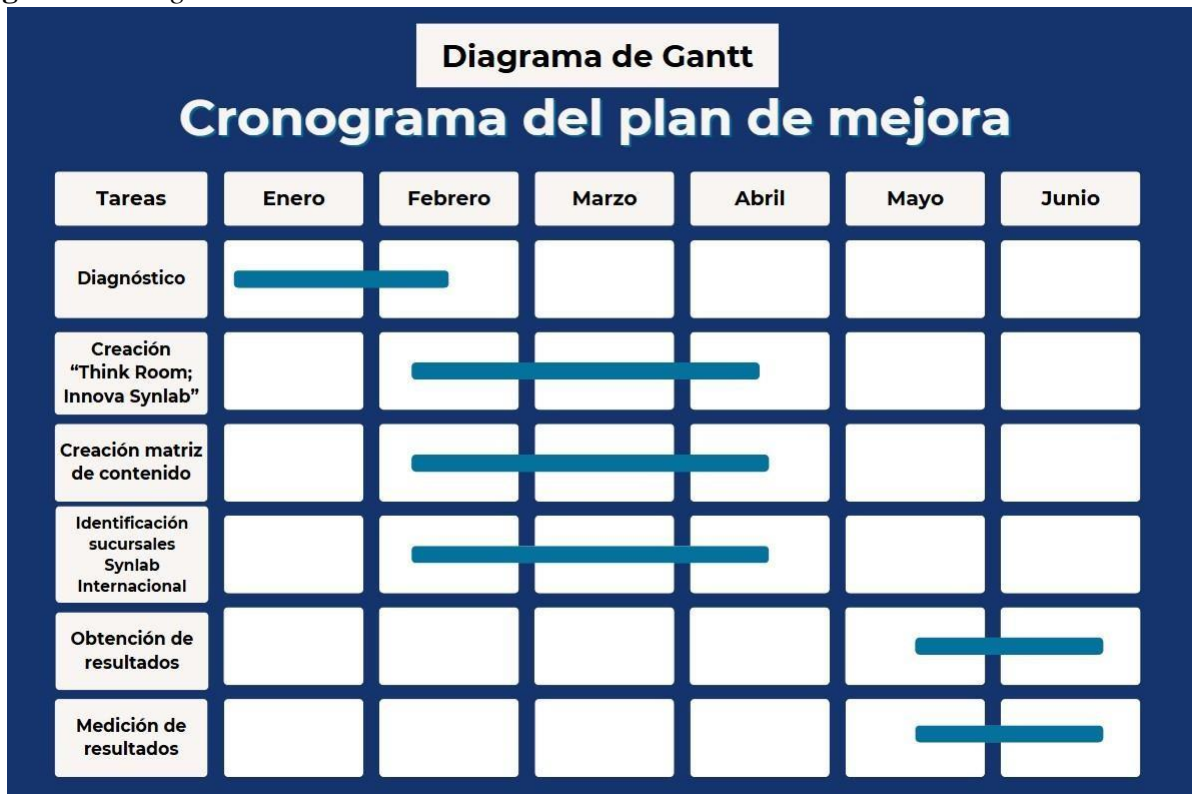 Diagrama de Gantt
Cronograma del plan de mejora
Tareas
Enero
Febrero
Marzo
Abril
Mayo
Junio
Diagnóstico
Creación
“Think Room;
Innova Synlab”
Creación matriz
de contenido
Identificación
sucursales
Synlab
Internacional
Obtención de
resultados
Medición de
resultados